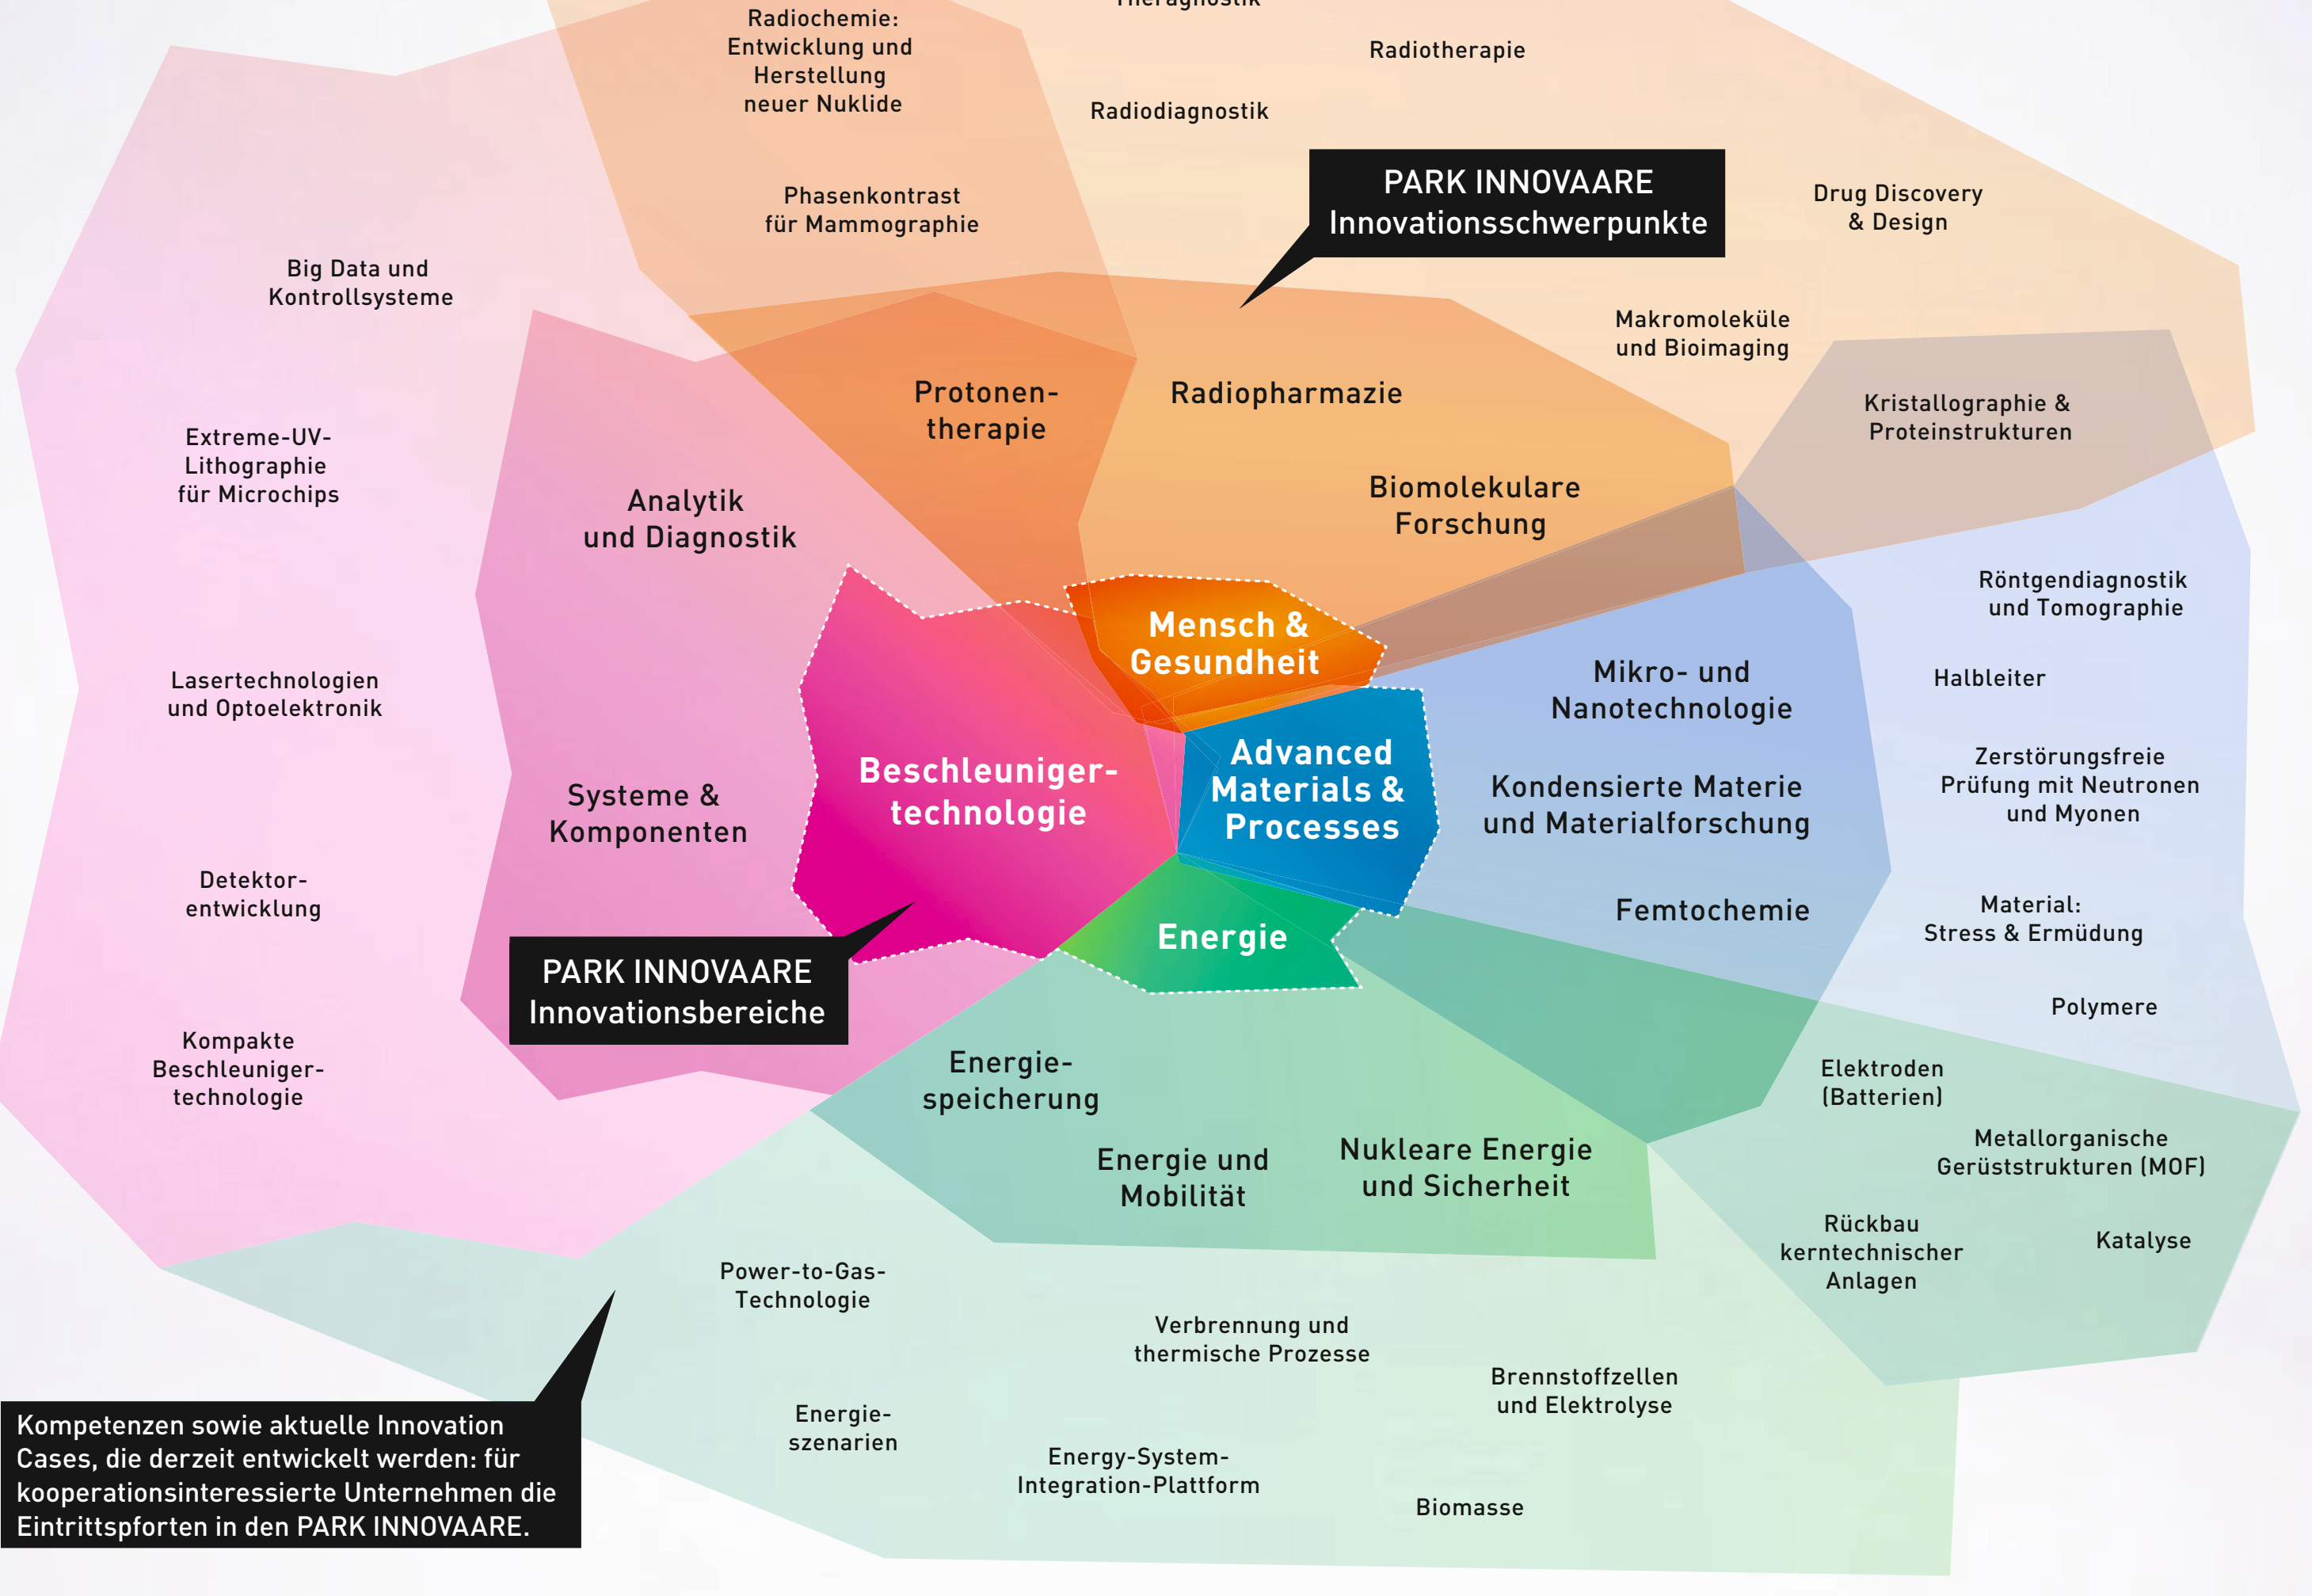 Theragnostik
Radiochemie:
Entwicklung und
Herstellung
neuer Nuklide
Radiotherapie
Radiodiagnostik
PARK INNOVAARE
Innovationsschwerpunkte
Phasenkontrast
für Mammographie
Drug Discovery
& Design
Big Data und
Kontrollsysteme
Makromoleküle
und Bioimaging
Protonen-
therapie
Radiopharmazie
Kristallographie &
Proteinstrukturen
Extreme-UV-
Lithographie
für Microchips
Analytik
und Diagnostik
Biomolekulare
Forschung
Röntgendiagnostik
und Tomographie
Mensch &
Gesundheit
Lasertechnologien
und Optoelektronik
Mikro- und
Nanotechnologie
Halbleiter
Beschleuniger-
technologie
Advanced
Materials &
Processes
Zerstörungsfreie
Prüfung mit Neutronen
und Myonen
Systeme &
Komponenten
Kondensierte Materie
und Materialforschung
Detektor-
entwicklung
Femtochemie
Material:
Stress & Ermüdung
Energie
PARK INNOVAARE
Innovationsbereiche
Polymere
Kompakte
Beschleuniger-
technologie
Energie-
speicherung
Elektroden
(Batterien)
Energie und
Mobilität
Nukleare Energie
und Sicherheit
Metallorganische
Gerüststrukturen (MOF)
Rückbau
kerntechnischer
Anlagen
Katalyse
Power-to-Gas-
Technologie
Verbrennung und
thermische Prozesse
Brennstoffzellen
und Elektrolyse
Energie-
szenarien
Energy-System-
Integration-Plattform
Biomasse
Kompetenzen sowie aktuelle Innovation
Cases, die derzeit entwickelt werden: für
kooperationsinteressierte Unternehmen die
Eintrittspforten in den PARK INNOVAARE.